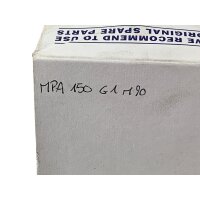 WE RECOMMEND TO USE
ORIGINAL SPARE PARTS
MPA 150 G1 M90